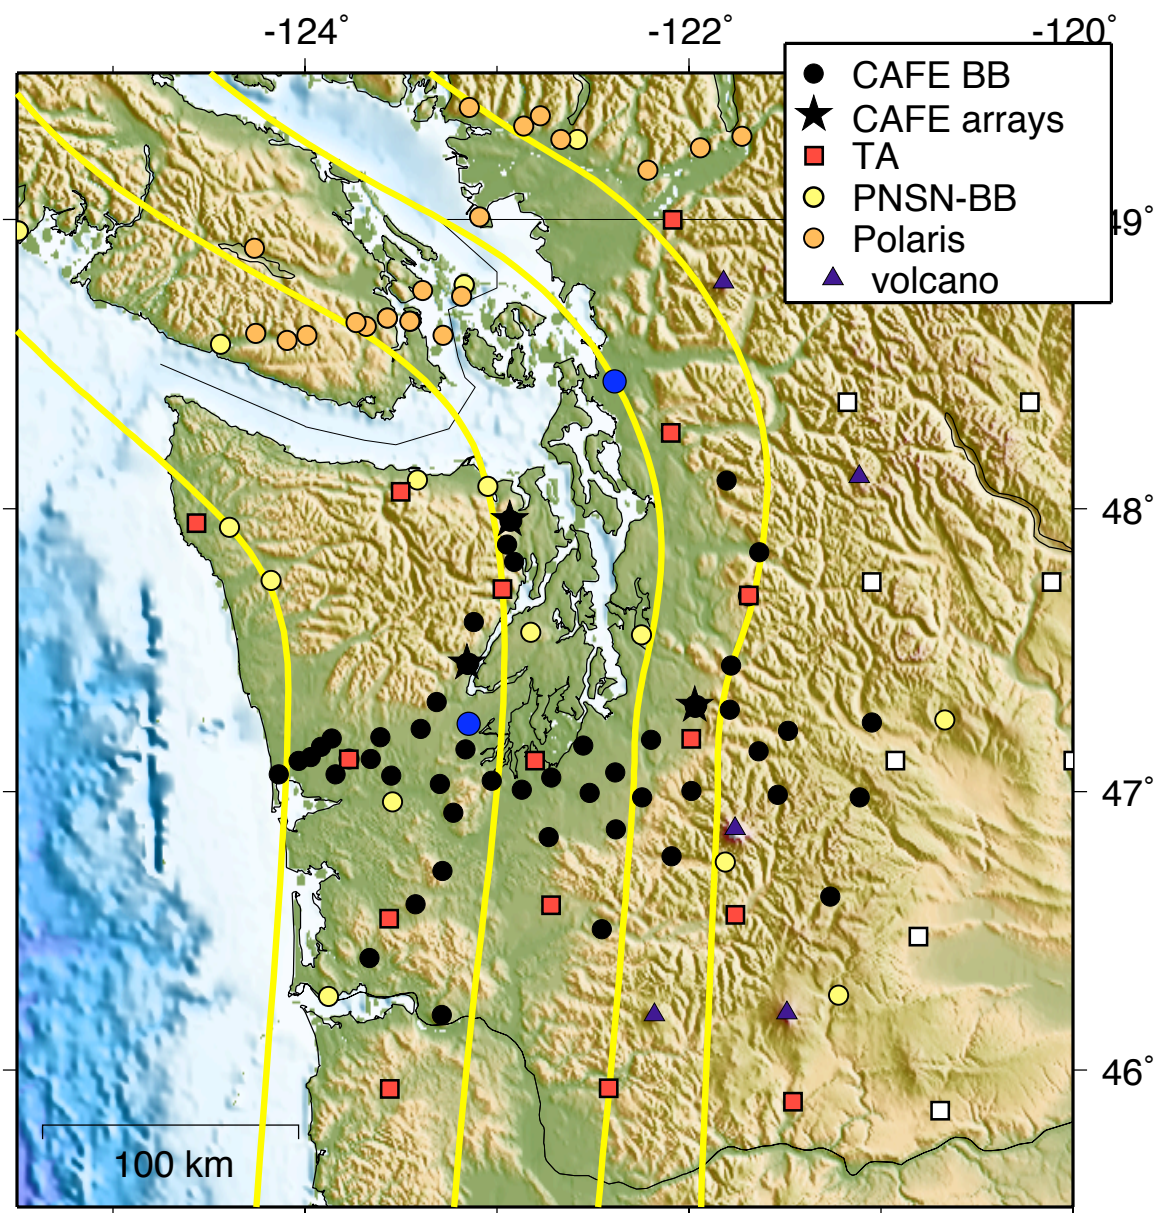 -124° -122° -120°
CAFE BB
CAFE arrays
TA
PNSN-BB
Polaris
volcano
49°
48°
47°
46°
100 km